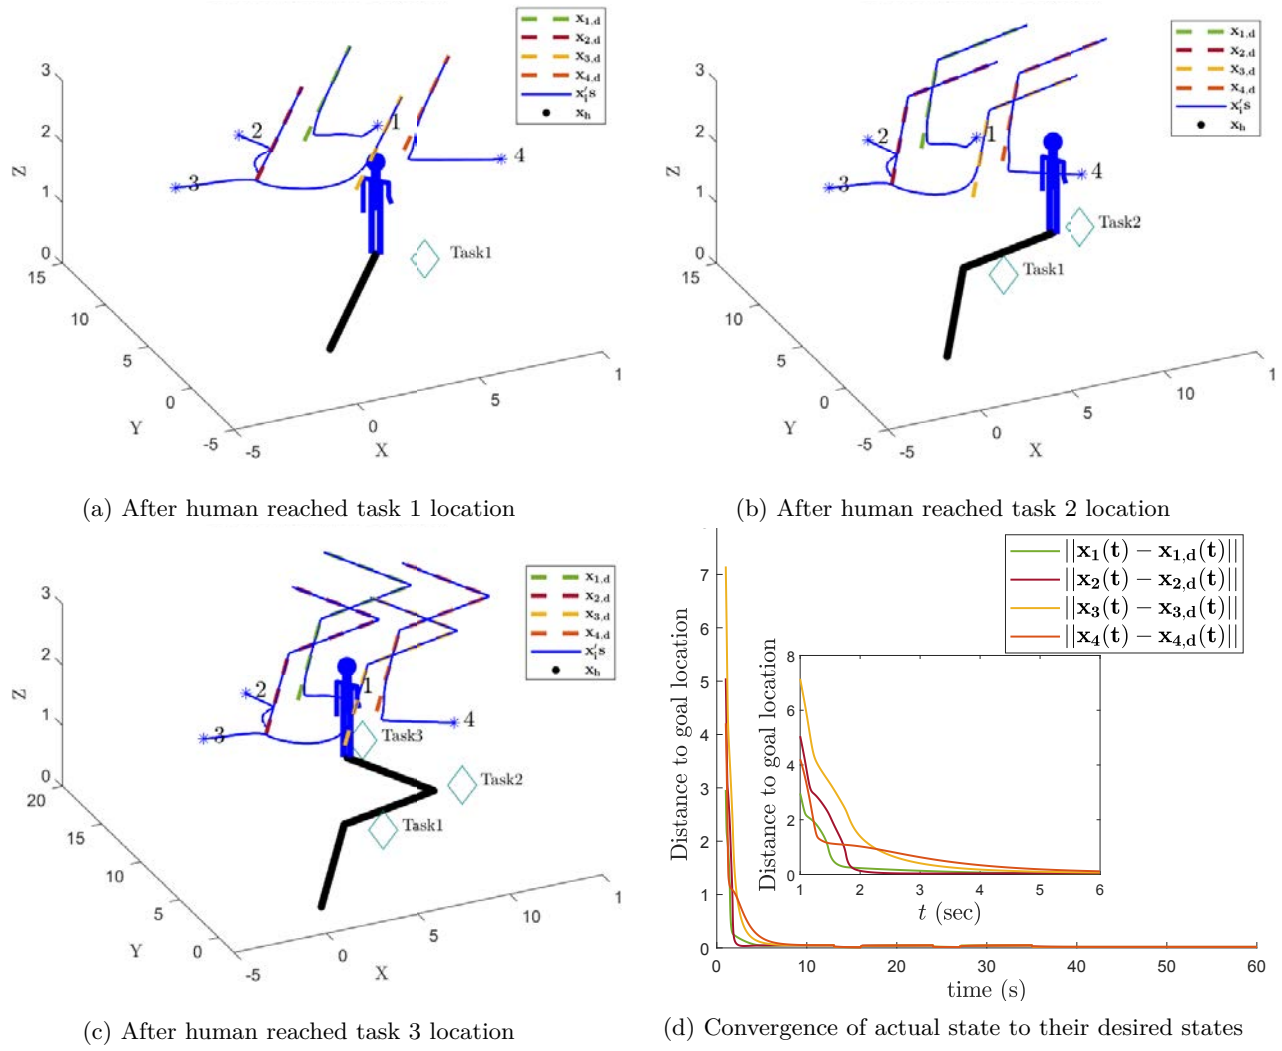 x1,d
x2,d
x3,d
x4,d
x'i s
xh
3
2
1
0
Z
15
10
5
0
-5
Y
-5
0
5
1
X
1
2
3
4
Task1
(a) After human reached task 1 location
x1,d
x2,d
x3,d
x4,d
x'i s
xh
3
2
1
0
Z
15
10
5
0
-5
Y
-5
0
5
10
1
X
1
2
3
4
Task2
Task1
(b) After human reached task 2 location
x1,d
x2,d
x3,d
x4,d
x'i s
xh
3
2
1
0
Z
20
15
10
5
0
Y
-5
0
5
10
1
X
1
2
3
4
Task3
Task2
Task1
(c) After human reached task 3 location
||x1(t) − x1,d(t)||
||x2(t) − x2,d(t)||
||x3(t) − x3,d(t)||
||x4(t) − x4,d(t)||
7
6
5
4
3
2
1
0
Distance to goal location
8
6
4
2
0
Distance to goal location
1 2 3 4 5 6
t (sec)
0 10 20 30 40 50 60
time (s)
(d) Convergence of actual state to their desired states